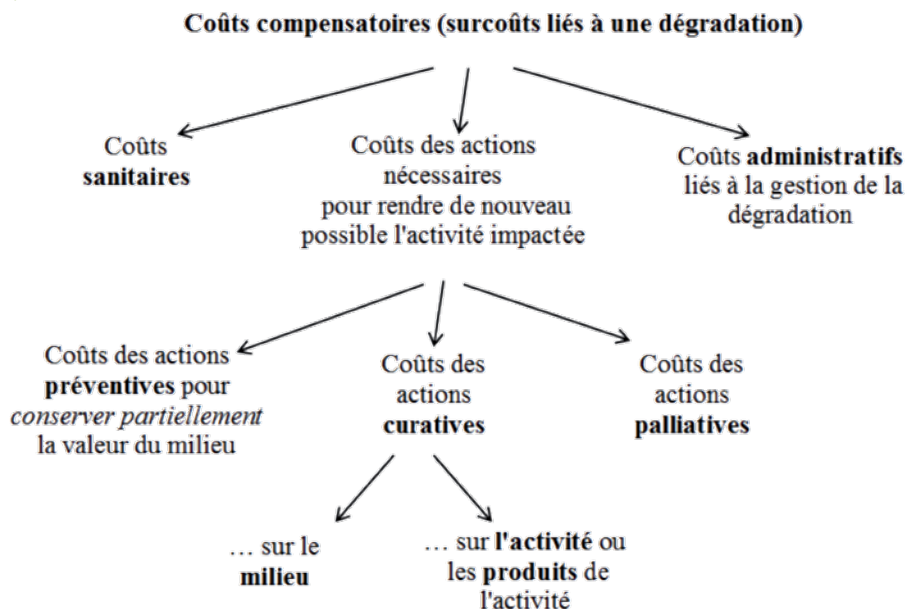 Coûts compensatoires (surcoûts liés à une dégradation)
Coûts
sanitaires
Coûts des actions
nécessaires
pour rendre de nouveau
possible l'activité impactée
Coûts administratifs
liés à la gestion de la
dégradation
Coûts des actions
préventives pour
conserver partiellement
la valeur du milieu
Coûts des
actions
curatives
Coûts des
actions
palliatives
… sur le
milieu
… sur l'activité ou
les produits de
l'activité